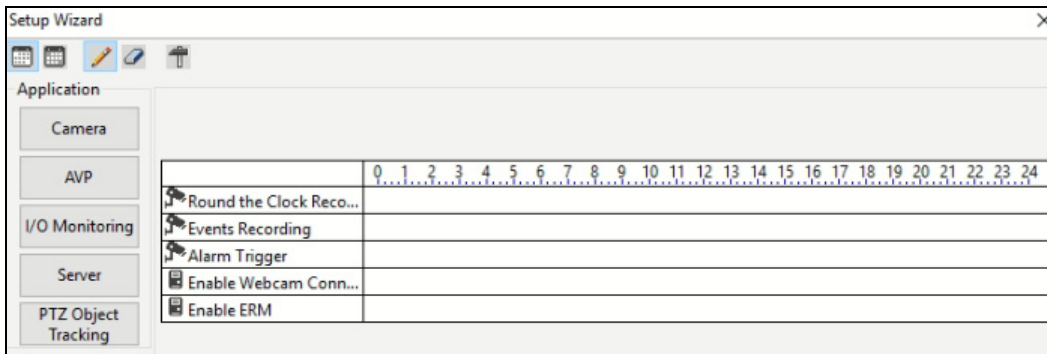 Setup Wizard
Application
Camera
AVP
I/O Monitoring
Server
PTZ Object
Tracking
0 1 2 3 4 5 6 7 8 9 10 11 12 13 14 15 16 17 18 19 20 21 22 23 24
Round the Clock Reco...
Events Recording
Alarm Trigger
Enable Webcam Conn...
Enable ERM